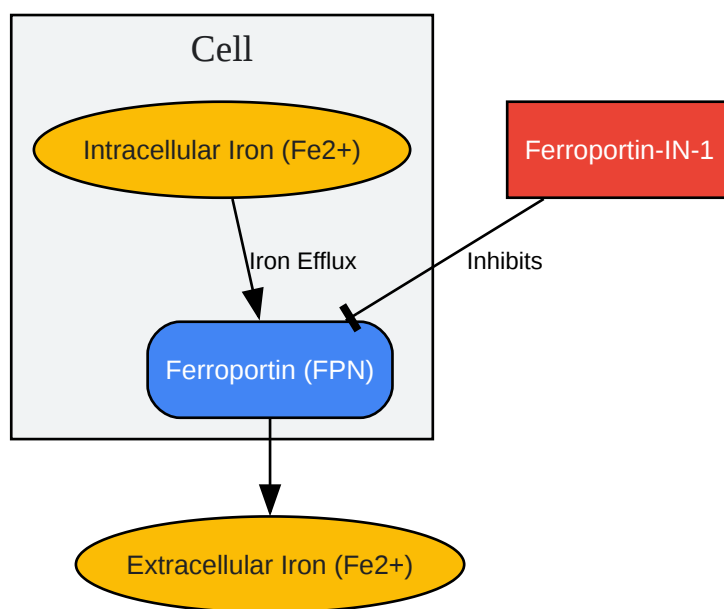 Cell
Intracellular Iron (Fe2+)
Ferroportin-IN-1
Iron Efflux
Inhibits
Ferroportin (FPN)
Extracellular Iron (Fe2+)